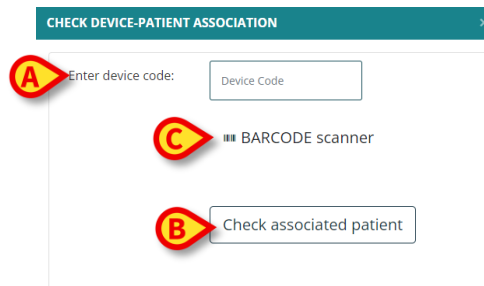 CHECK DEVICE-PATIENT ASSOCIATION ×
A Enter device code: Device Code
C BARCODE scanner
B Check associated patient